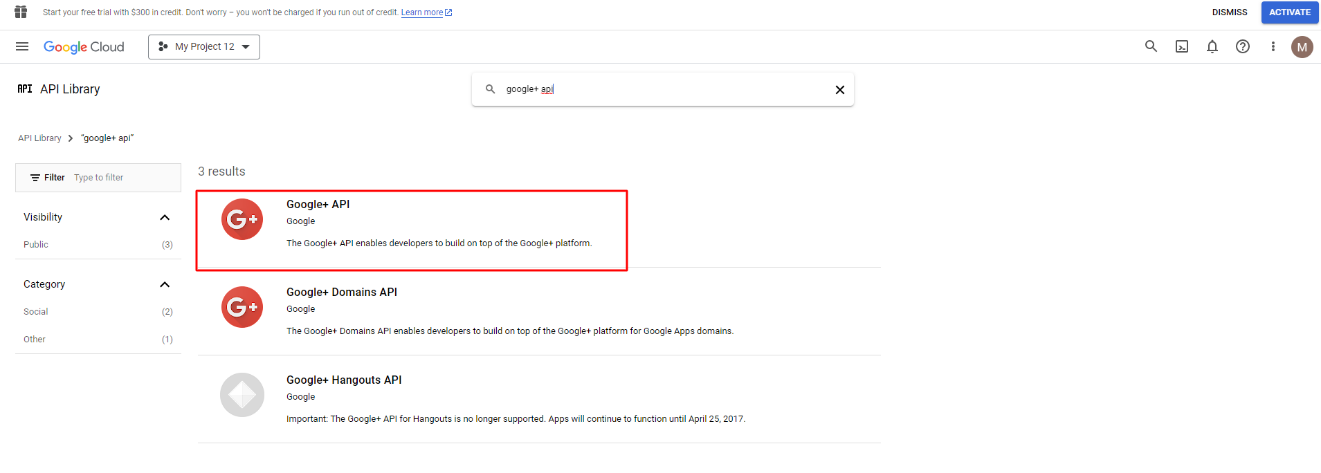 Start your free trial with $300 in credit. Don't worry – you won't be charged if you run out of credit. Learn more
DISMISS
ACTIVATE
Google Cloud
My Project 12
M
API API Library
google+ api
API Library
"google+ api"
Filter Type to filter
3 results
Visibility
Public (3)
Category
Social (2)
Other (1)
G+
Google+ API
Google
The Google+ API enables developers to build on top of the Google+ platform.
G+
Google+ Domains API
Google
The Google+ Domains API enables developers to build on top of the Google+ platform for Google Apps domains.
Google+ Hangouts API
Google
Important: The Google+ API for Hangouts is no longer supported. Apps will continue to function until April 25, 2017.